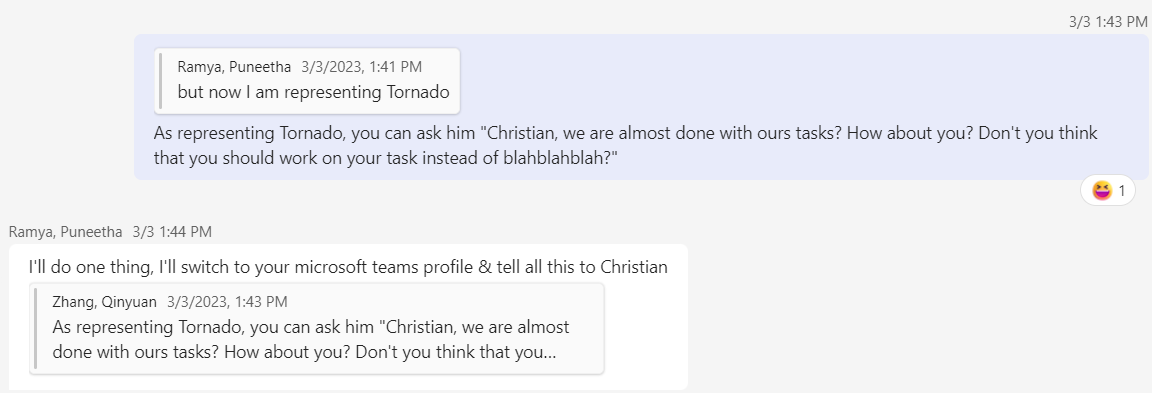 3/3 1:43 PM
Ramya, Puneetha 3/3/2023, 1:41 PM
but now I am representing Tornado
As representing Tornado, you can ask him "Christian, we are almost done with ours tasks? How about you? Don't you think
that you should work on your task instead of blahblahblah?"
1
Ramya, Puneetha 3/3 1:44 PM
I'll do one thing, I'll switch to your microsoft teams profile & tell all this to Christian
Zhang, Qinyuan 3/3/2023, 1:43 PM
As representing Tornado, you can ask him "Christian, we are almost
done with ours tasks? How about you? Don't you think that you...